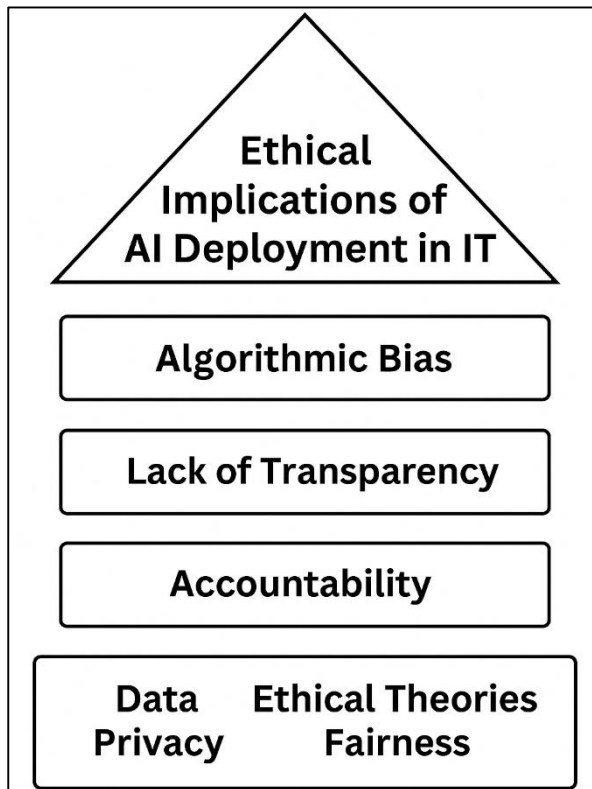 Ethical
Implications of
AI Deployment in IT
Algorithmic Bias
Lack of Transparency
Accountability
Data
Privacy
Ethical Theories
Fairness